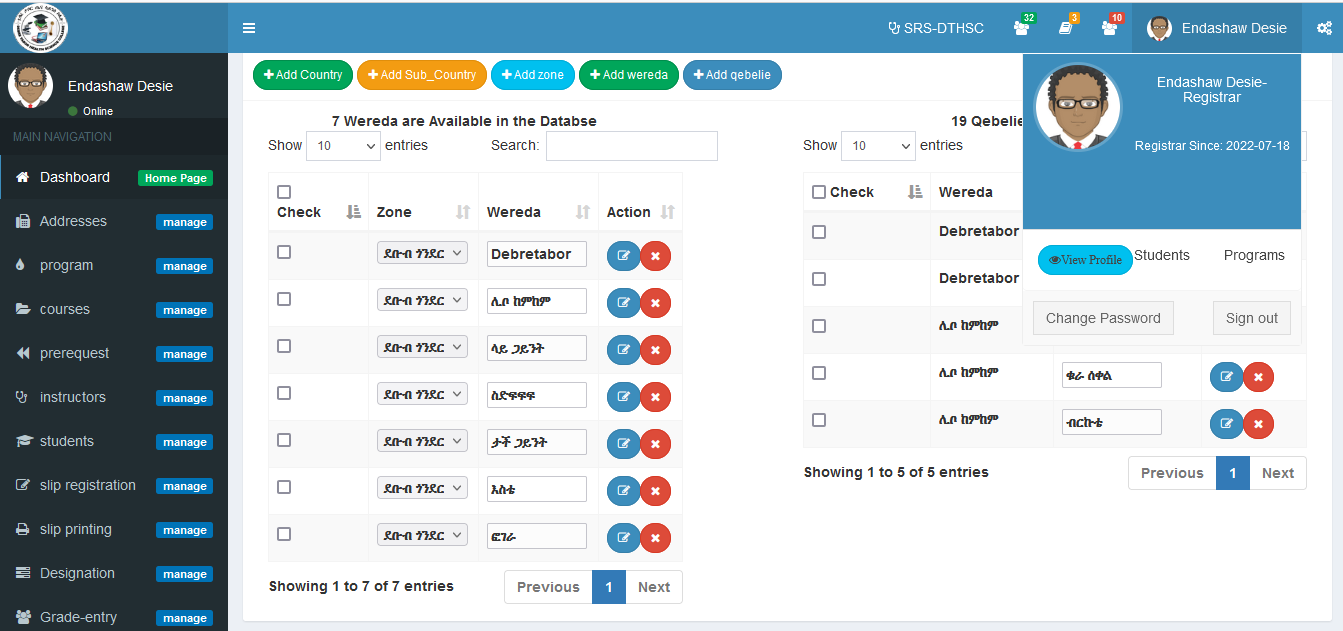 SRS-DTHSC 32 3 10 Endashaw Desie
Endashaw Desie
Online
MAIN NAVIGATION
Dashboard Home Page
Addresses manage
program manage
courses manage
prerequest manage
instructors manage
students manage
slip registration manage
slip printing manage
Designation manage
Grade-entry manage
Add Country Add Sub_Country Add zone Add wereda Add qebelie
7 Wereda are Available in the Databse
Show 10 entries Search:
Check Zone Wereda Action
ደቡብ ጎንደር Debretabor
ደቡብ ጎንደር ሊቦ ከምከም
ደቡብ ጎንደር ላይ ጋይንት
ደቡብ ጎንደር ስድፍፍፍ
ደቡብ ጎንደር ታች ጋይንት
ደቡብ ጎንደር እስቴ
ደቡብ ጎንደር ፎገራ
Showing 1 to 7 of 7 entries Previous 1 Next
19 Qebelie
Show 10 entries
Check Wereda
Debretabor
Debretabor
ሊቦ ከምከም
ሊቦ ከምከም ቁራ ሰቀል
ሊቦ ከምከም ብርኩቴ
Showing 1 to 5 of 5 entries Previous 1 Next
Endashaw Desie-
Registrar
Registrar Since: 2022-07-18
View Profile Students Programs
Change Password Sign out